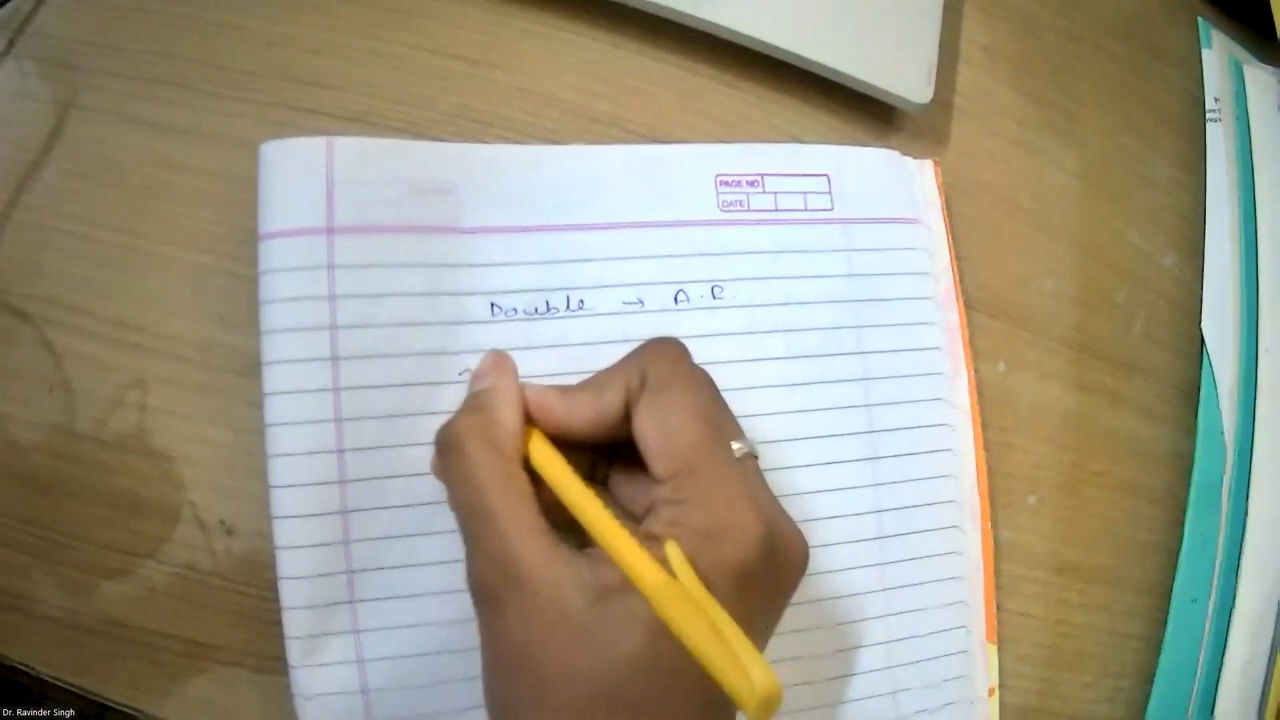 PAGE NO
DATE
Double → A.R.
Dr. Ravinder Singh